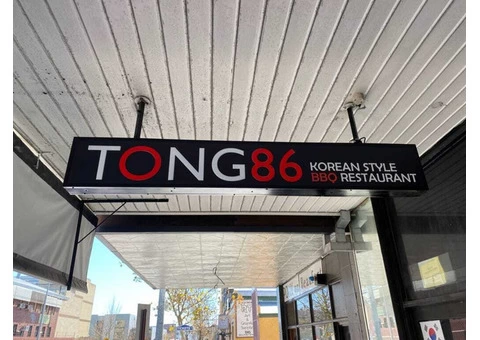 TONG86
KOREAN STYLE
BBQ RESTAURANT